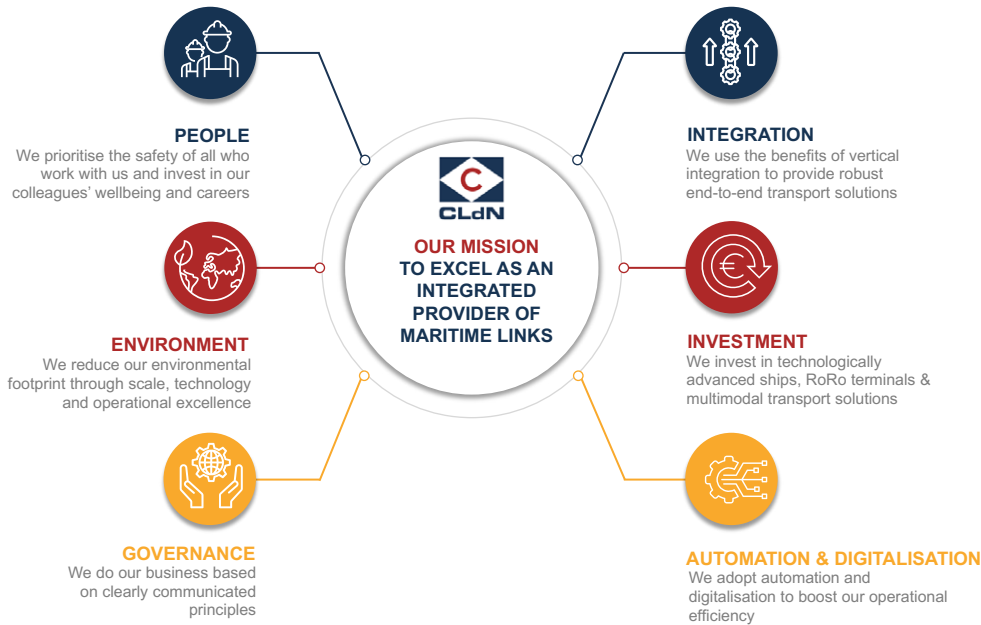 PEOPLE
We prioritise the safety of all who
work with us and invest in our
colleagues’ wellbeing and careers
ENVIRONMENT
We reduce our environmental
footprint through scale, technology
and operational excellence
GOVERNANCE
We do our business based
on clearly communicated
principles
C
CLdN
OUR MISSION
TO EXCEL AS AN
INTEGRATED
PROVIDER OF
MARITIME LINKS
INTEGRATION
We use the benefits of vertical
integration to provide robust
end-to-end transport solutions
€
INVESTMENT
We invest in technologically
advanced ships, RoRo terminals &
multimodal transport solutions
AUTOMATION & DIGITALISATION
We adopt automation and
digitalisation to boost our operational
efficiency